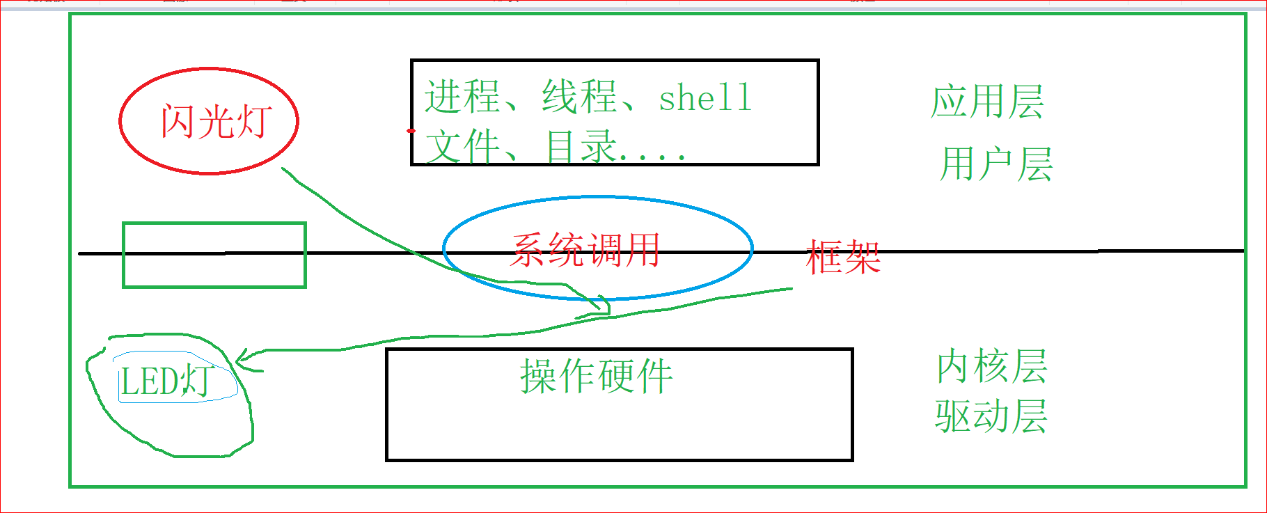 闪光灯
进程、线程、shell
文件、目录....
应用层
用户层
系统调用
框架
LED灯
操作硬件
内核层
驱动层